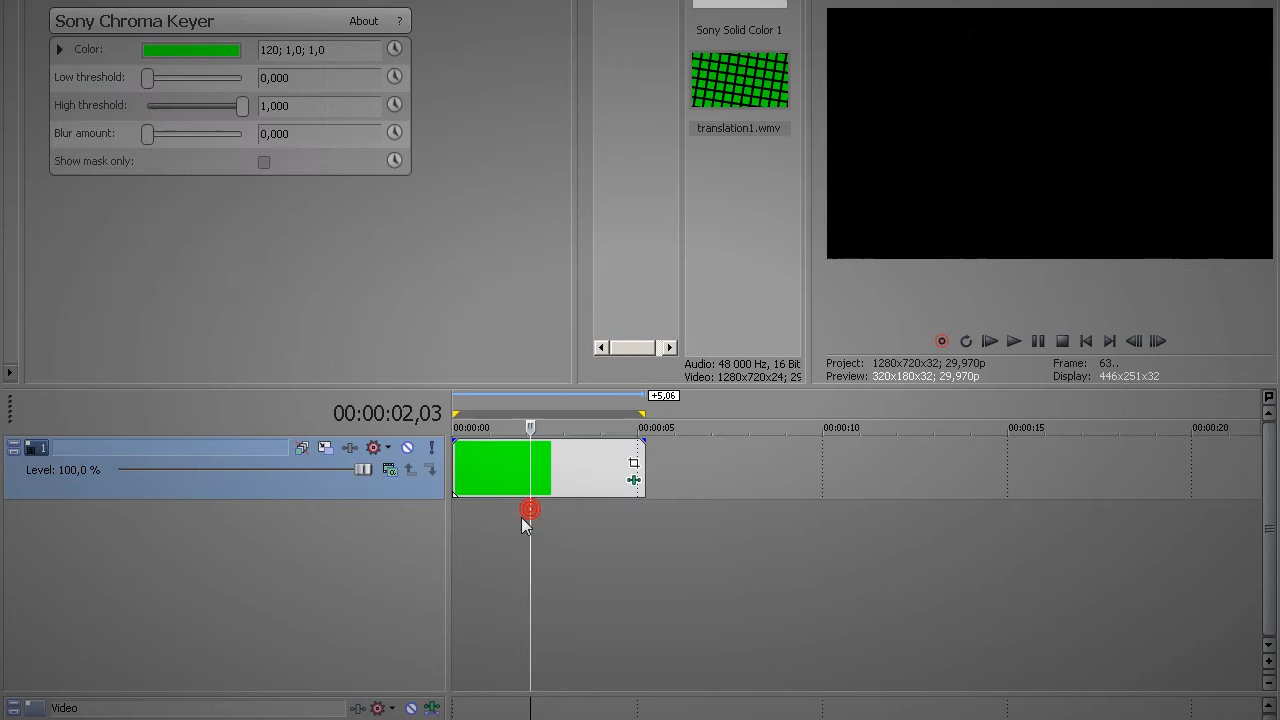 Sony Chroma Keyer About ?
Color: 120; 1,0; 1,0
Low threshold: 0,000
High threshold: 1,000
Blur amount: 0,000
Show mask only:
Sony Solid Color 1
translation1.wmv
Audio: 48 000 Hz, 16 Bit
Video: 1280x720x24; 29
Project: 1280x720x32; 29,970p Frame: 63..
Preview: 320x180x32; 29,970p Display: 446x251x32
+5,06
00:00:02,03
00:00:00 00:00:05 00:00:10 00:00:15 00:00:20
1
Level: 100,0 %
Video